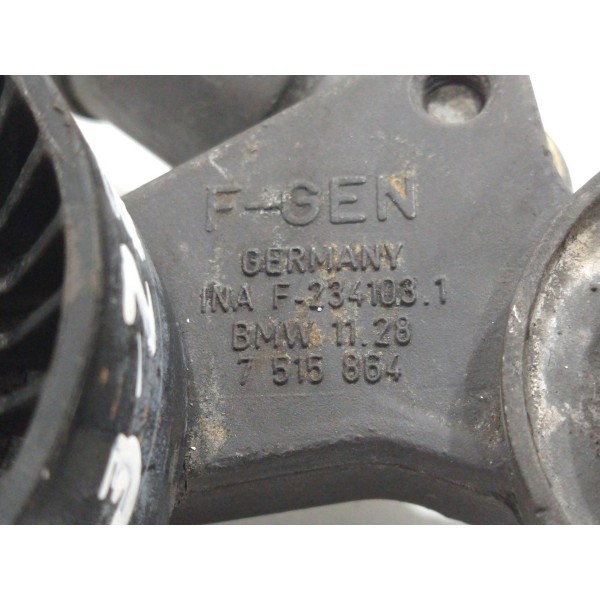 F-GEN
GERMANY
INA F-234103.1
BMW 11.28
7 515 864